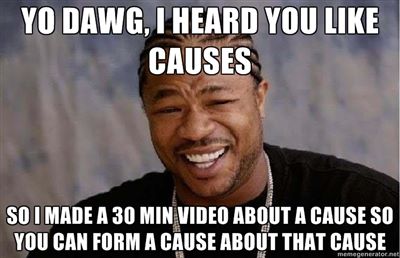 YO DAWG, I HEARD YOU LIKE
CAUSES
SO I MADE A 30 MIN VIDEO ABOUT A CAUSE SO
YOU CAN FORM A CAUSE ABOUT THAT CAUSE
memegenerator.net